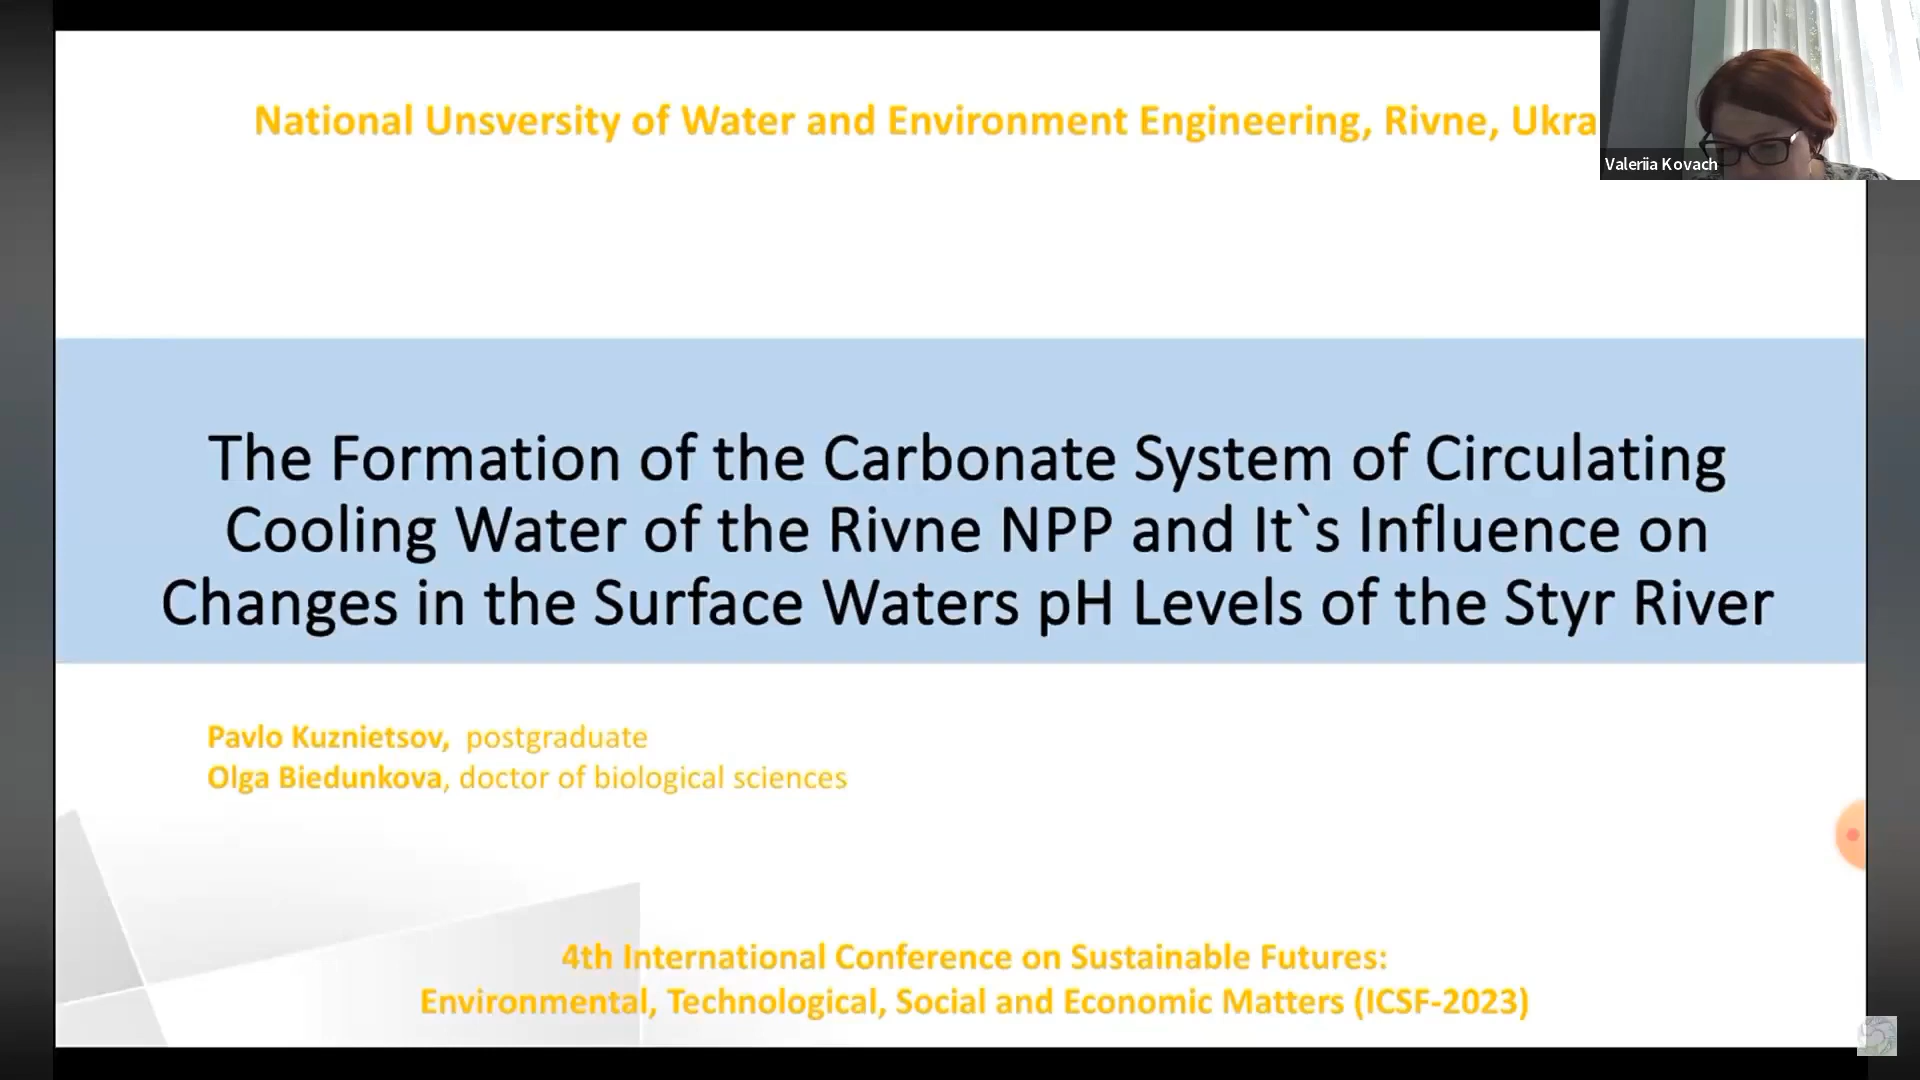 National Unsversity of Water and Environment Engineering, Rivne, Ukra
Valeriia Kovach
The Formation of the Carbonate System of Circulating
Cooling Water of the Rivne NPP and It`s Influence on
Changes in the Surface Waters pH Levels of the Styr River
Pavlo Kuznietsov, postgraduate
Olga Biedunkova, doctor of biological sciences
4th International Conference on Sustainable Futures:
Environmental, Technological, Social and Economic Matters (ICSF-2023)